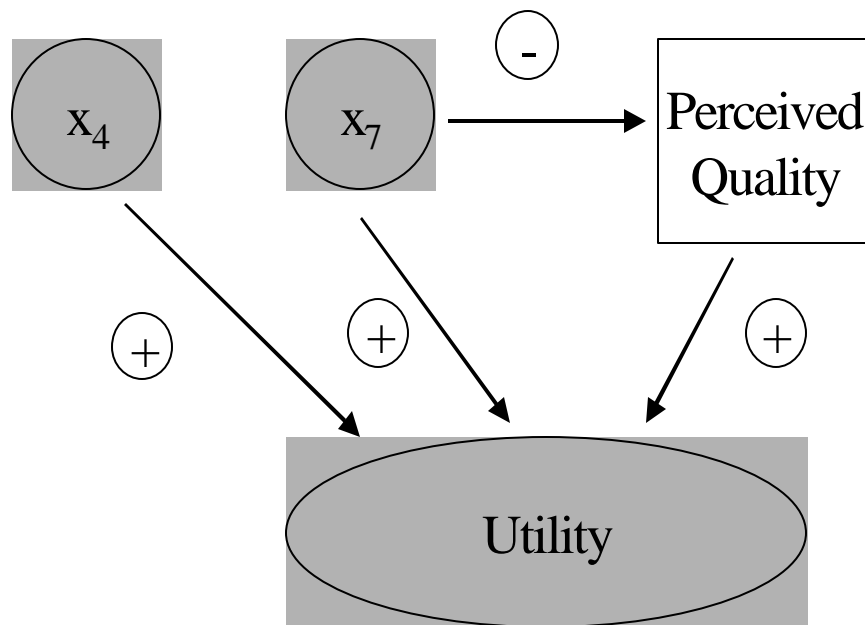 x₄
x₇
-
Perceived
Quality
+
+
+
Utility